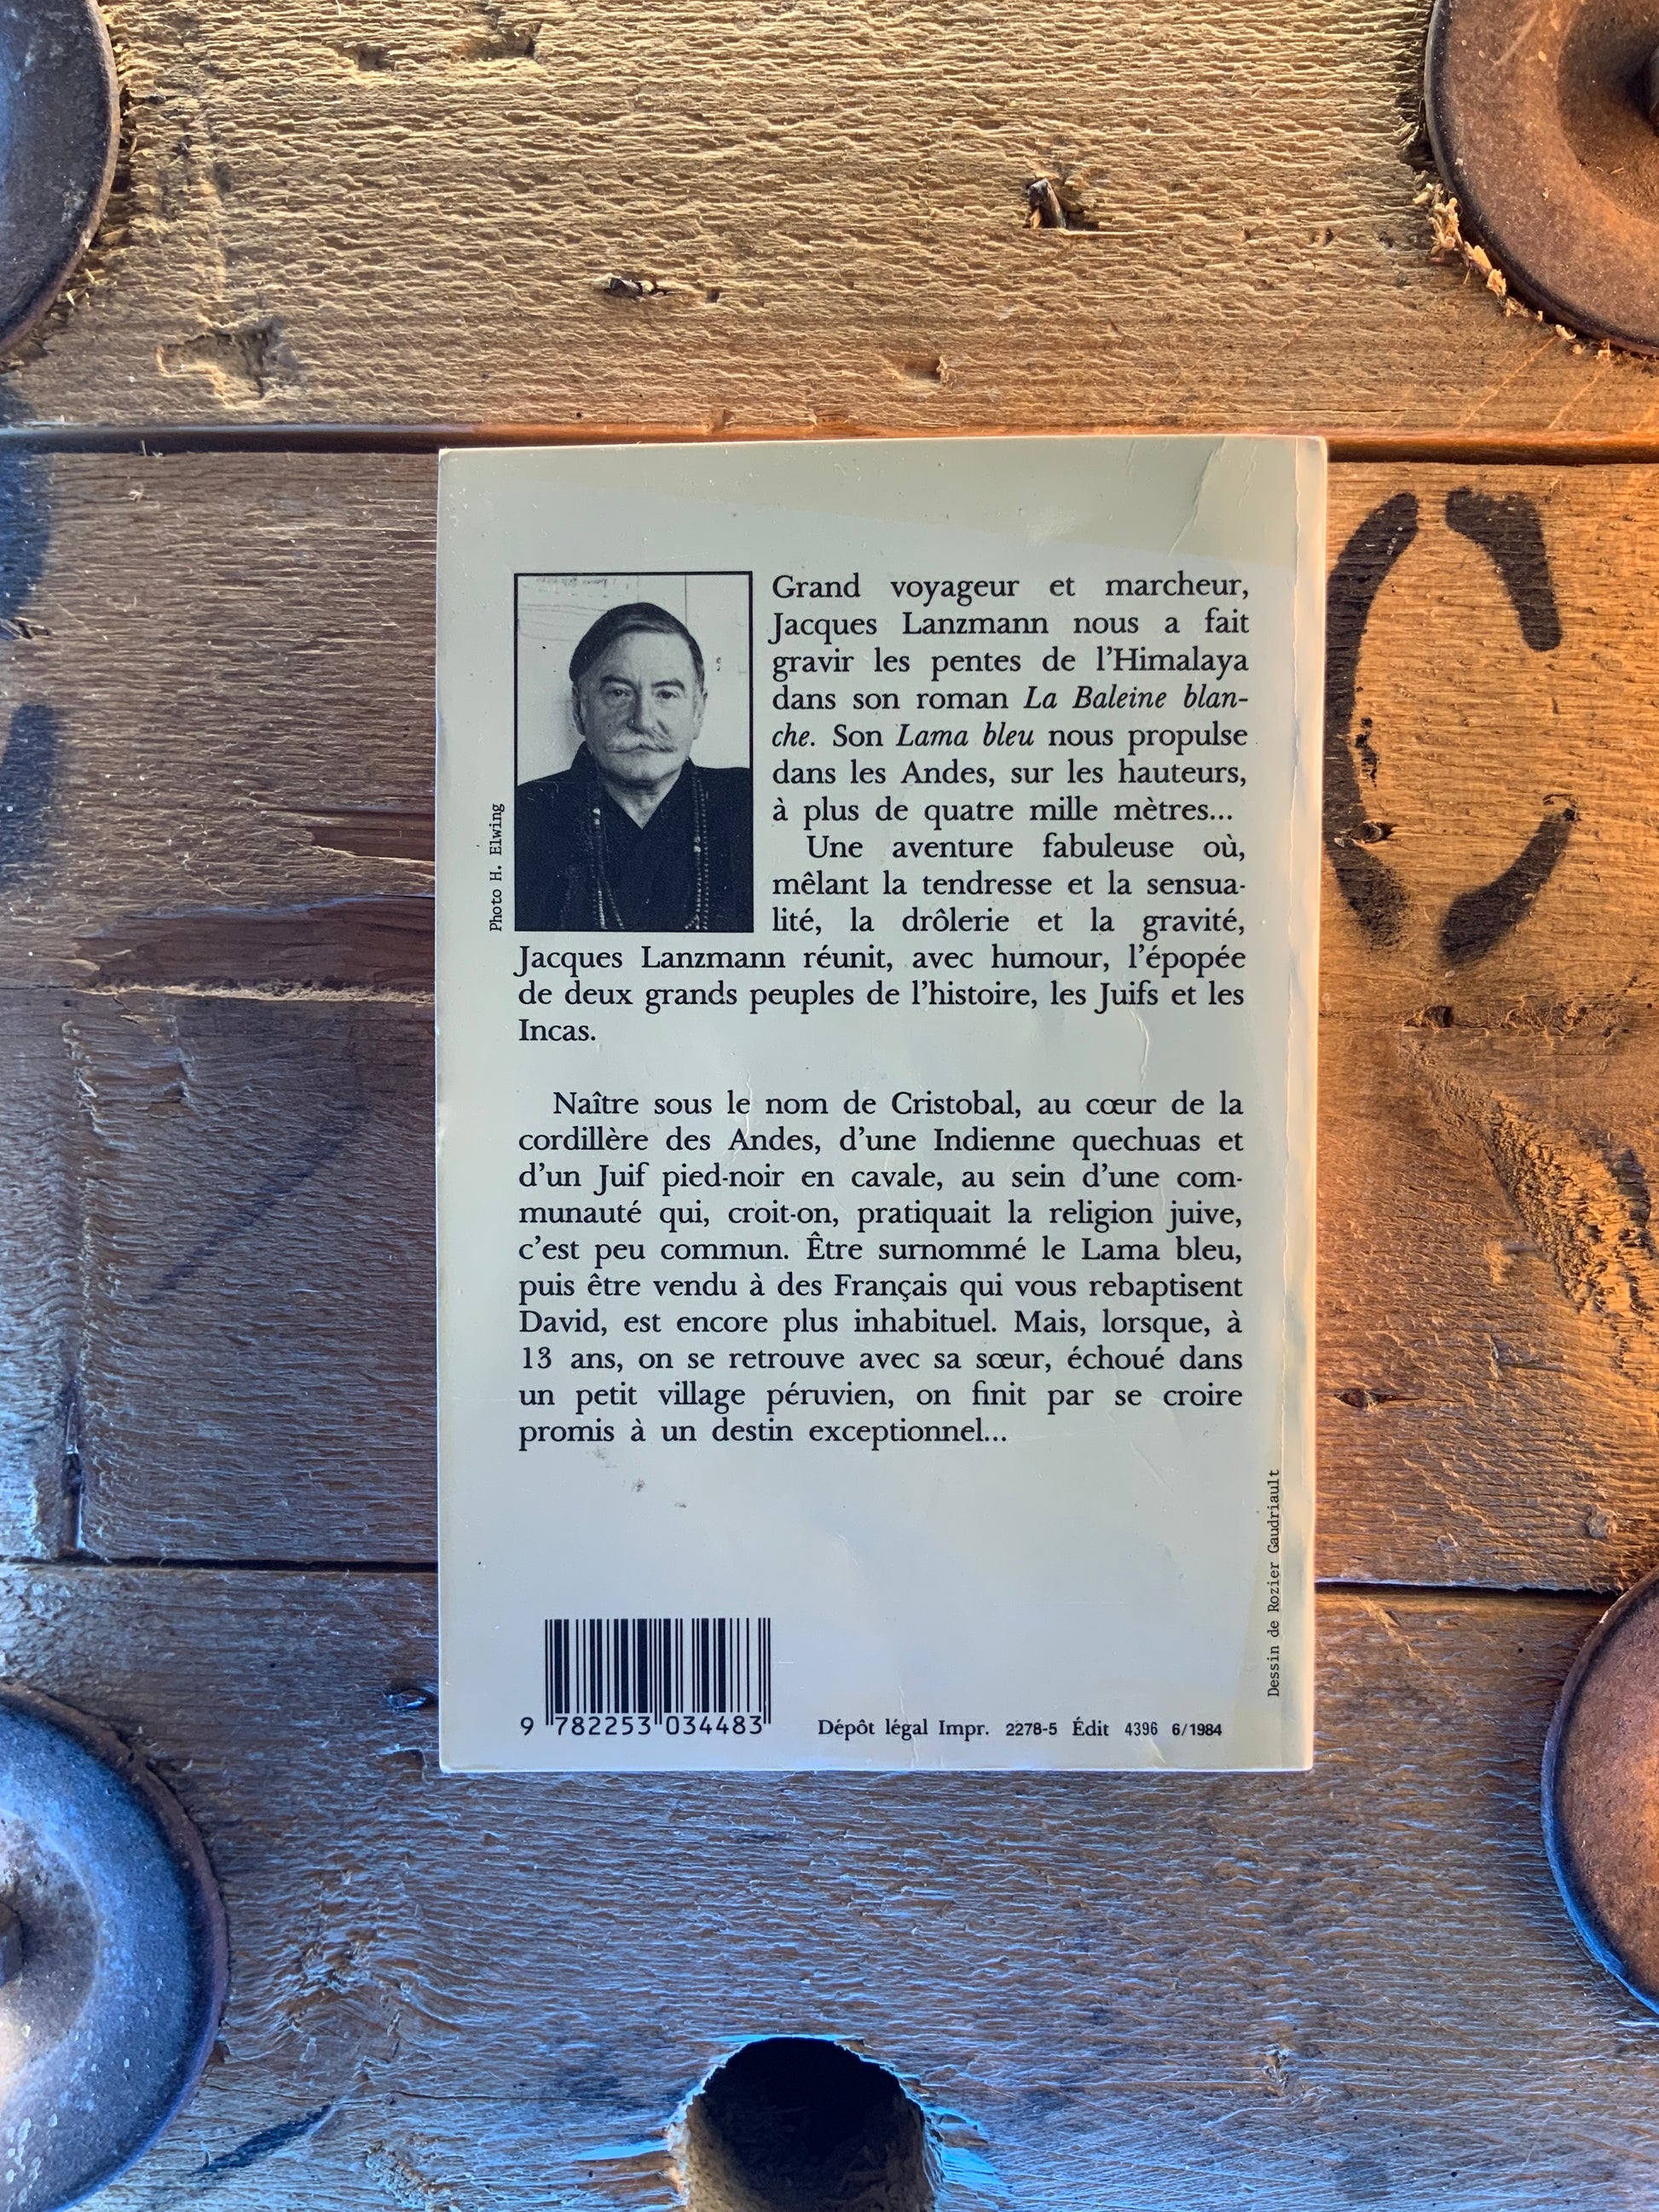 Grand voyageur et marcheur,
Jacques Lanzmann nous a fait
gravir les pentes de l'Himalaya
dans son roman La Baleine blan-
che. Son Lama bleu nous propulse
dans les Andes, sur les hauteurs,
à plus de quatre mille mètres...
Une aventure fabuleuse où,
mêlant la tendresse et la sensua-
lité, la drôlerie et la gravité,
Jacques Lanzmann réunit, avec humour, l'épopée
de deux grands peuples de l'histoire, les Juifs et les
Incas.
Photo H. Elwing
Naître sous le nom de Cristobal, au cœur de la
cordillère des Andes, d'une Indienne quechuas et
d'un Juif pied-noir en cavale, au sein d'une com-
munauté qui, croit-on, pratiquait la religion juive,
c'est peu commun. Être surnommé le Lama bleu,
puis être vendu à des Français qui vous rebaptisent
David, est encore plus inhabituel. Mais, lorsque, à
13 ans, on se retrouve avec sa sœur, échoué dans
un petit village péruvien, on finit par se croire
promis à un destin exceptionnel...
Dessin de Rozier Gaudriault
9 782253 034483
Dépôt légal Impr. 2278-5 Édit 4396 6/1984